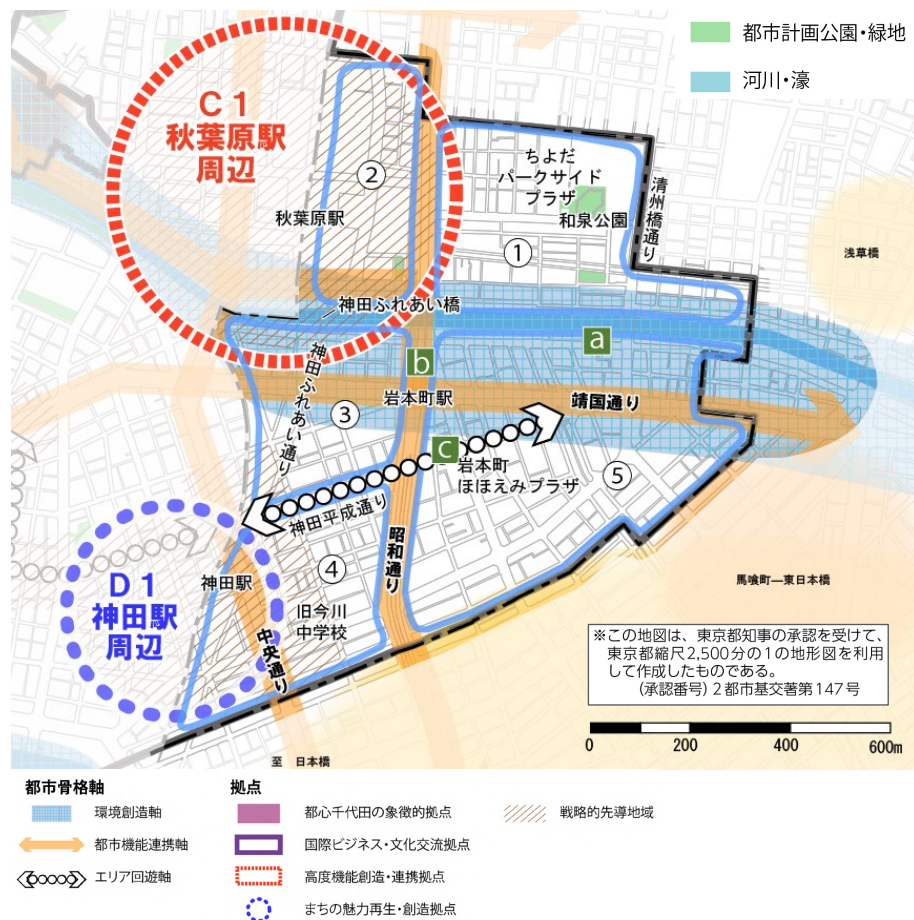 都市計画公園・緑地
河川・濠
C1
秋葉原駅
周辺
②
秋葉原駅
ちよだ
パークサイド
プラザ
和泉公園
清州橋通り
①
浅草橋
神田ふれあい橋
a
b
神田ふれあい通り
岩本町駅
靖国通り
③
c
岩本町
ほほえみプラザ
⑤
神田平成通り
昭和通り
④
D1
神田駅
周辺
神田駅
旧今川
中学校
中央通り
馬喰町―東日本橋
※この地図は、東京都知事の承認を受けて、
東京都縮尺2,500分の1の地形図を利用
して作成したものである。
(承認番号)2都市基交著第147号
0 200 400 600m
至 日本橋
都市骨格軸
環境創造軸
都市機能連携軸
エリア回遊軸
拠点
都心千代田の象徴的拠点
国際ビジネス・文化交流拠点
高度機能創造・連携拠点
まちの魅力再生・創造拠点
戦略的先導地域